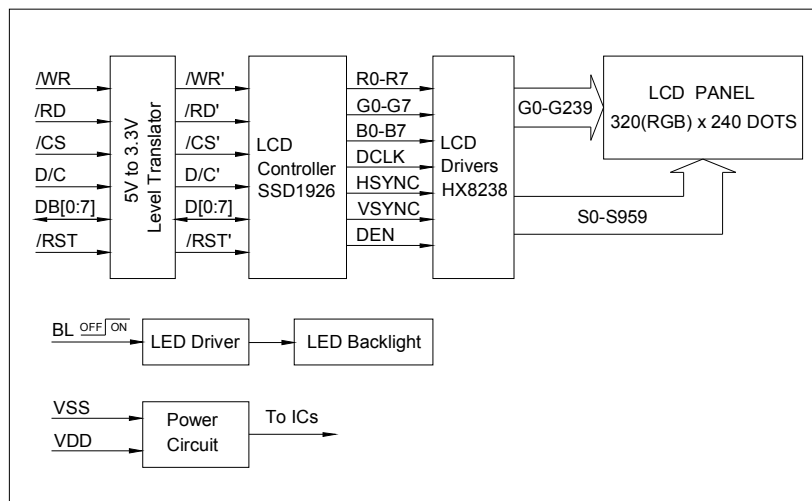 /WR
/RD
/CS
D/C
DB[0:7]
/RST
5V to 3.3V
Level Translator
/WR'
/RD'
/CS'
D/C'
D[0:7]
/RST'
LCD
Controller
SSD1926
R0-R7
G0-G7
B0-B7
DCLK
HSYNC
VSYNC
DEN
LCD
Drivers
HX8238
G0-G239
S0-S959
LCD PANEL
320(RGB) x 240 DOTS
BL OFF ON
LED Driver
LED Backlight
VSS
VDD
Power
Circuit
To ICs